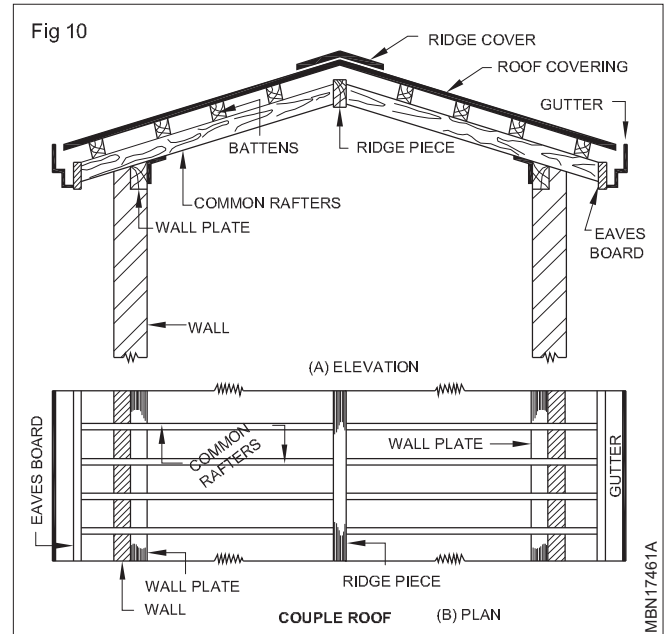 Fig 10
RIDGE COVER
ROOF COVERING
GUTTER
BATTENS
RIDGE PIECE
COMMON RAFTERS
WALL PLATE
EAVES
BOARD
WALL
(A) ELEVATION
EAVES BOARD
COMMON
RAFTERS
WALL PLATE
GUTTER
WALL PLATE
RIDGE PIECE
WALL
COUPLE ROOF (B) PLAN
MBN17461A